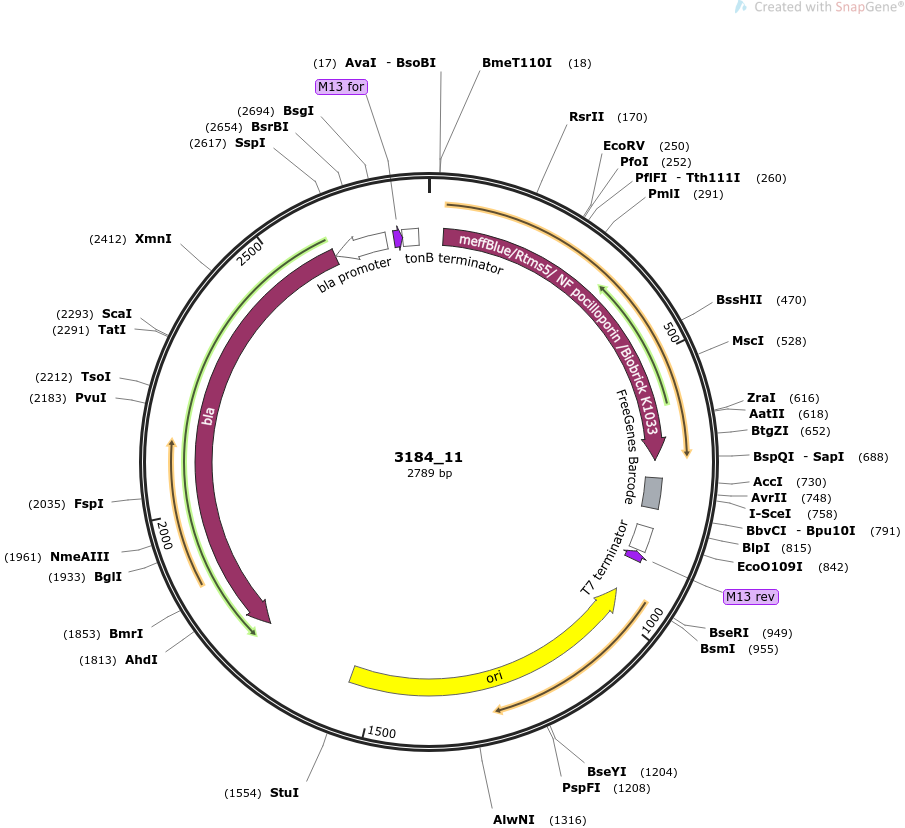 Created with SnapGene®
(17) AvaI - BsoBI
BmeT110I (18)
M13 for
(2694) BsgI
(2654) BsrBI
(2617) SspI
RsrII (170)
EcoRV (250)
PfoI (252)
PflFI - Tth111I (260)
PmlI (291)
(2412) XmnI
2500
bla promoter
tonB terminator
meffBlue/Rtms5/ NF pocilloporin /Biobrick K1033
BssHII (470)
500
MscI (528)
(2293) ScaI
(2291) TatI
(2212) TsoI
(2183) PvuI
ZraI (616)
AatII (618)
BtgZI (652)
BspQI - SapI (688)
bla
FreeGenes Barcode
3184_11
2789 bp
AccI (730)
AvrII (748)
I-SceI (758)
BbvCI - Bpu10I (791)
BlpI (815)
EcoO109I (842)
(2035) FspI
2000
(1961) NmeAIII
(1933) BglI
T7 terminator
M13 rev
1000
(1853) BmrI
(1813) AhdI
BseRI (949)
BsmI (955)
ori
1500
(1554) StuI
BseYI (1204)
PspFI (1208)
AlwNI (1316)